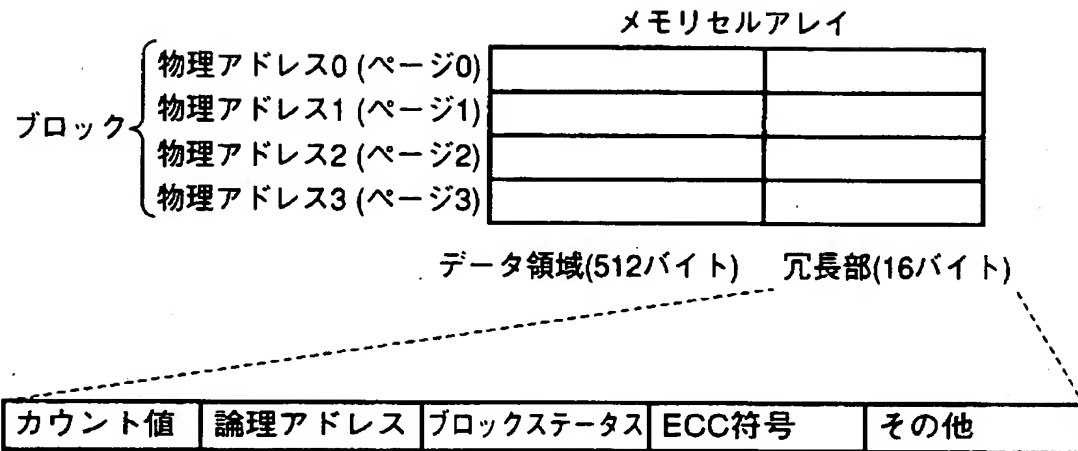 メモリセルアレイ
ブロック
物理アドレス0 (ページ0)
物理アドレス1 (ページ1)
物理アドレス2 (ページ2)
物理アドレス3 (ページ3)
データ領域(512バイト) 冗長部(16バイト)
カウント値 論理アドレス ブロックステータス ECC符号 その他